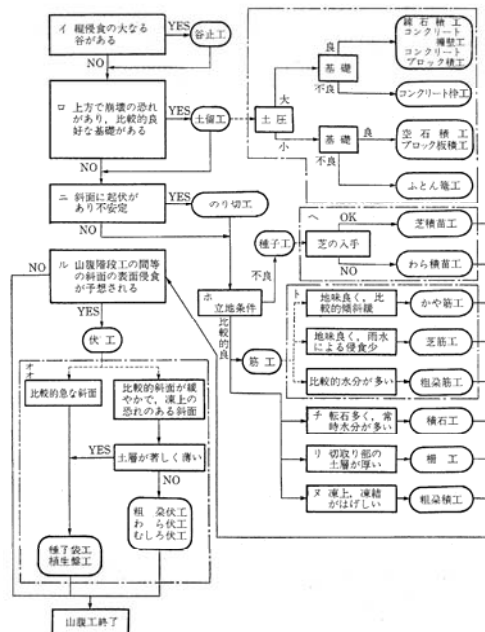 イ 縦侵食の大なる
谷がある
YES
谷止工
NO
ロ 上方で崩壊の恐れ
があり，比較的良
好な基礎がある
YES
土留工
NO
土圧
大
小
基礎
良
不良
練石積工
コンクリート
擁壁工
コンクリート
ブロック積工
コンクリート枠工
基礎
良
不良
空石積工
ブロック板積工
ふとん篭工
ニ 斜面に起伏が
あり不安定
YES
のり切工
NO
ヘ
種子工
芝の入手
OK
NO
芝積苗工
わら積苗工
不良
ホ
立地条件
比較的良
筋工
ト
地味良く，比
較的傾斜緩
かや筋工
地味良く，雨水
による侵食少
芝筋工
比較的水分が多い
粗朶筋工
チ 転石多く，常
時水分が多い
積石工
リ 切取り部の
土層が厚い
柵工
ヌ 凍上，凍結
がはげしい
粗朶積工
ル 山腹階段工の間等
の斜面の表面侵食
が予想される
NO
YES
伏工
オ
比較的急な斜面
比較的斜面が緩
やかで，凍上の
恐れのある斜面
YES
土層が著しく薄い
NO
粗朶伏工
わら伏工
むしろ伏工
種子袋工
植生盤工
山腹工終了